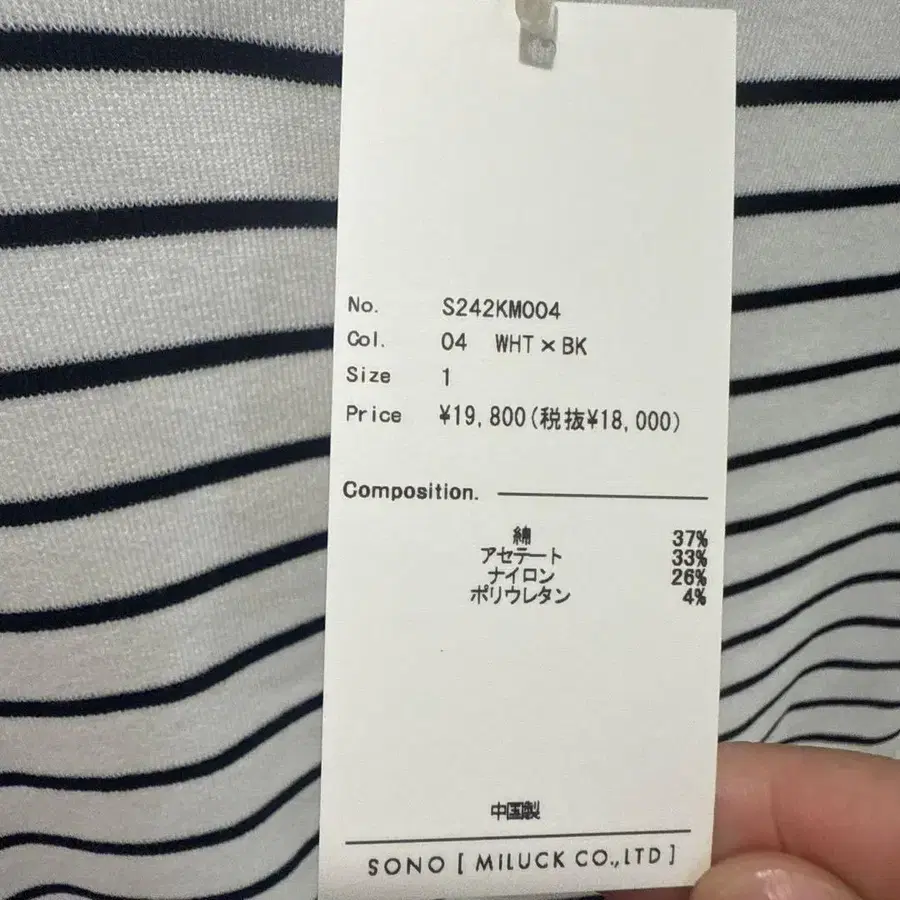 No. S242KM004
Col. 04 WHT×BK
Size 1
Price ¥19,800(税抜¥18,000)
Composition.
綿 37%
アセテート 33%
ナイロン 26%
ポリウレタン 4%
中国製
SONO [ MILUCK CO.,LTD ]